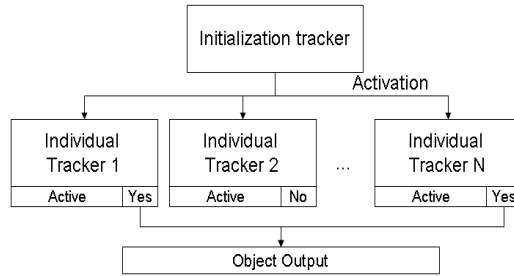 Initialization tracker
Activation
Individual
Tracker 1
Active Yes
Individual
Tracker 2
Active No
...
Individual
Tracker N
Active Yes
Object Output